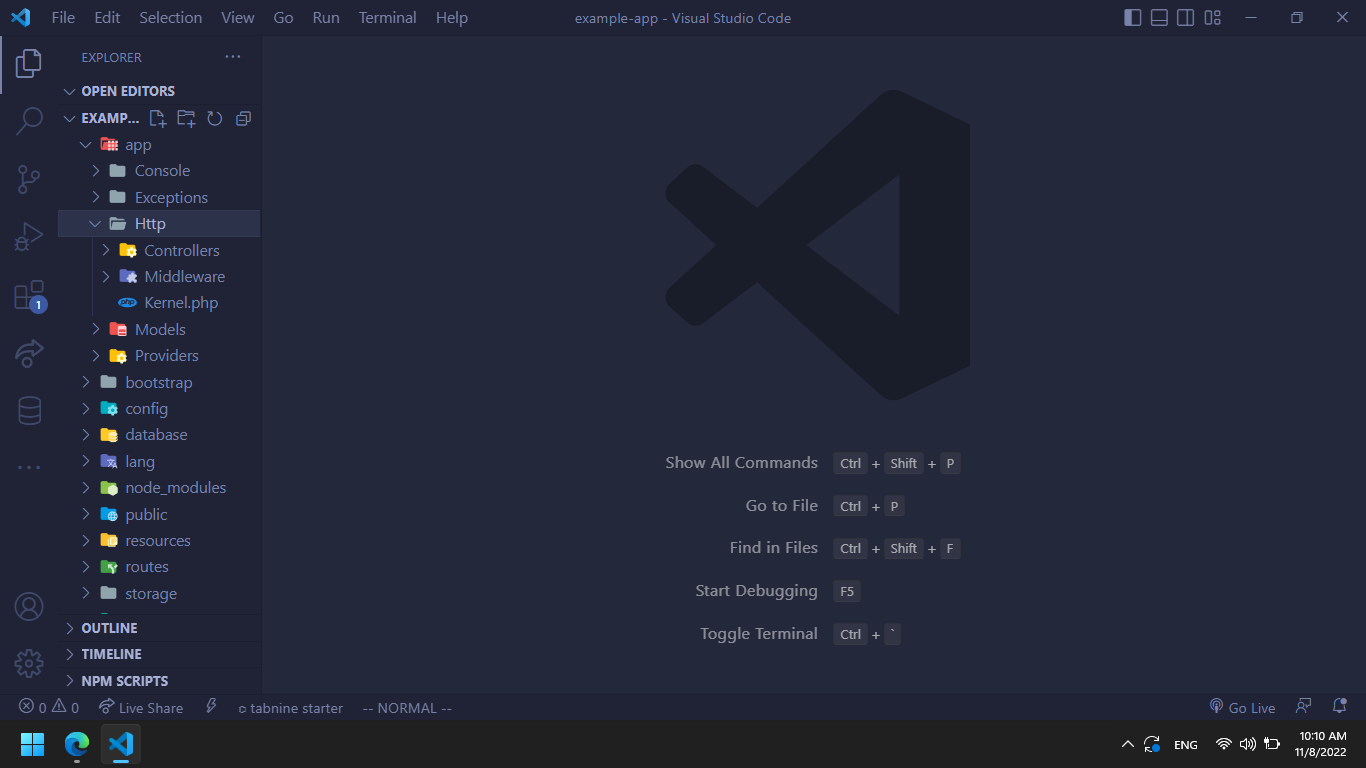 File Edit Selection View Go Run Terminal Help
example-app - Visual Studio Code
EXPLORER
OPEN EDITORS
EXAMP...
app
Console
Exceptions
Http
Controllers
Middleware
php Kernel.php
Models
Providers
bootstrap
config
database
lang
node_modules
public
resources
routes
storage
OUTLINE
TIMELINE
NPM SCRIPTS
1
Show All Commands Ctrl + Shift + P
Go to File Ctrl + P
Find in Files Ctrl + Shift + F
Start Debugging F5
Toggle Terminal Ctrl + `
0 0 Live Share tabnine starter -- NORMAL -- Go Live
ENG
10:10 AM
11/8/2022